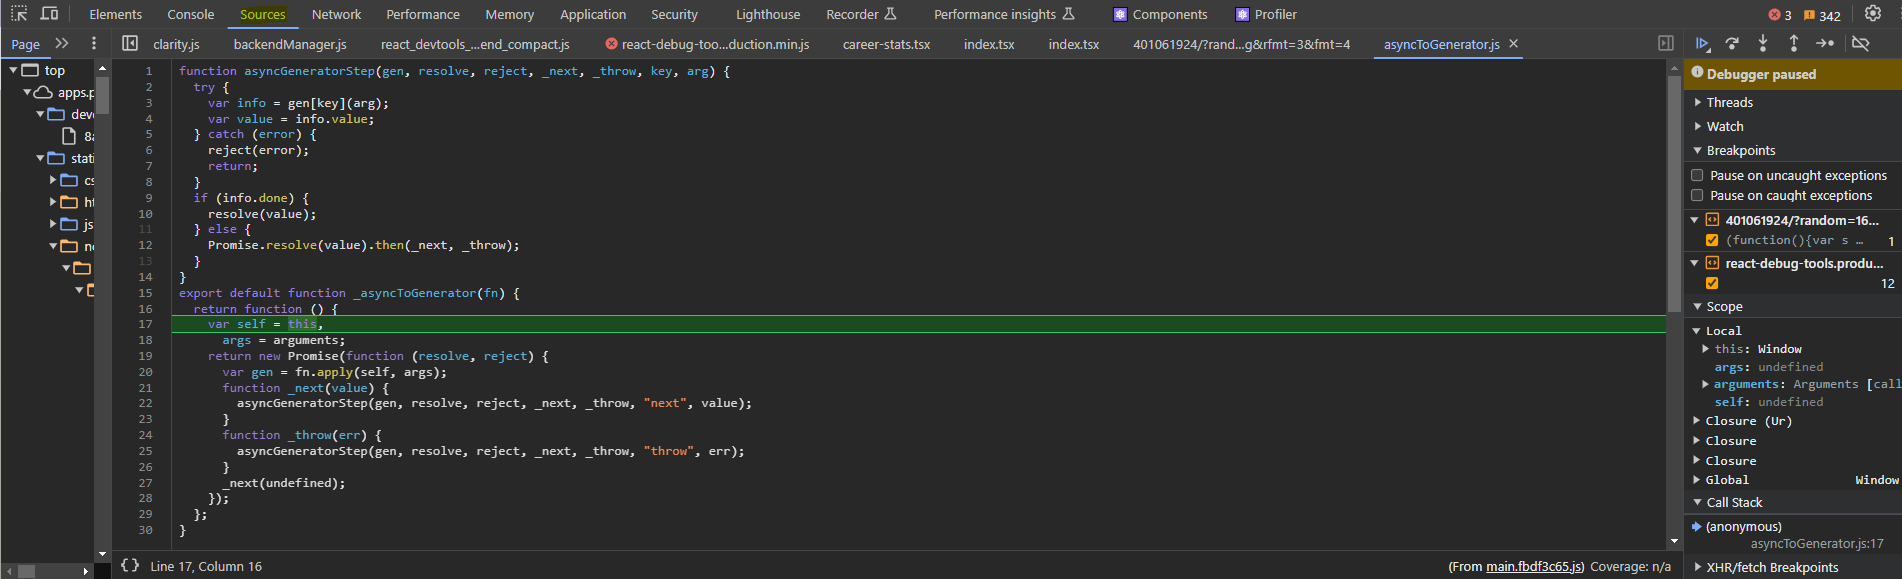 Elements Console Sources Network Performance Memory Application Security Lighthouse Recorder Performance insights Components Profiler 3 342
Page clarity.js backendManager.js react_devtools_...end_compact.js react-debug-too...duction.min.js career-stats.tsx index.tsx index.tsx 401061924/?rand...g&rfmt=3&fmt=4 asyncToGenerator.js
top
apps.p
deve
8a
stati
cs
ht
js
no
1 function asyncGeneratorStep(gen, resolve, reject, _next, _throw, key, arg) {
2 try {
3 var info = gen[key](arg);
4 var value = info.value;
5 } catch (error) {
6 reject(error);
7 return;
8 }
9 if (info.done) {
10 resolve(value);
11 } else {
12 Promise.resolve(value).then(_next, _throw);
13 }
14 }
15 export default function _asyncToGenerator(fn) {
16 return function () {
17 var self = this,
18 args = arguments;
19 return new Promise(function (resolve, reject) {
20 var gen = fn.apply(self, args);
21 function _next(value) {
22 asyncGeneratorStep(gen, resolve, reject, _next, _throw, "next", value);
23 }
24 function _throw(err) {
25 asyncGeneratorStep(gen, resolve, reject, _next, _throw, "throw", err);
26 }
27 _next(undefined);
28 });
29 };
30 }
{} Line 17, Column 16 (From main.fbdf3c65.js) Coverage: n/a
Debugger paused
Threads
Watch
Breakpoints
Pause on uncaught exceptions
Pause on caught exceptions
401061924/?random=16...
(function(){var s ... 1
react-debug-tools.produ...
12
Scope
Local
this: Window
args: undefined
arguments: Arguments [call
self: undefined
Closure (Ur)
Closure
Closure
Global Window
Call Stack
(anonymous)
asyncToGenerator.js:17
XHR/fetch Breakpoints